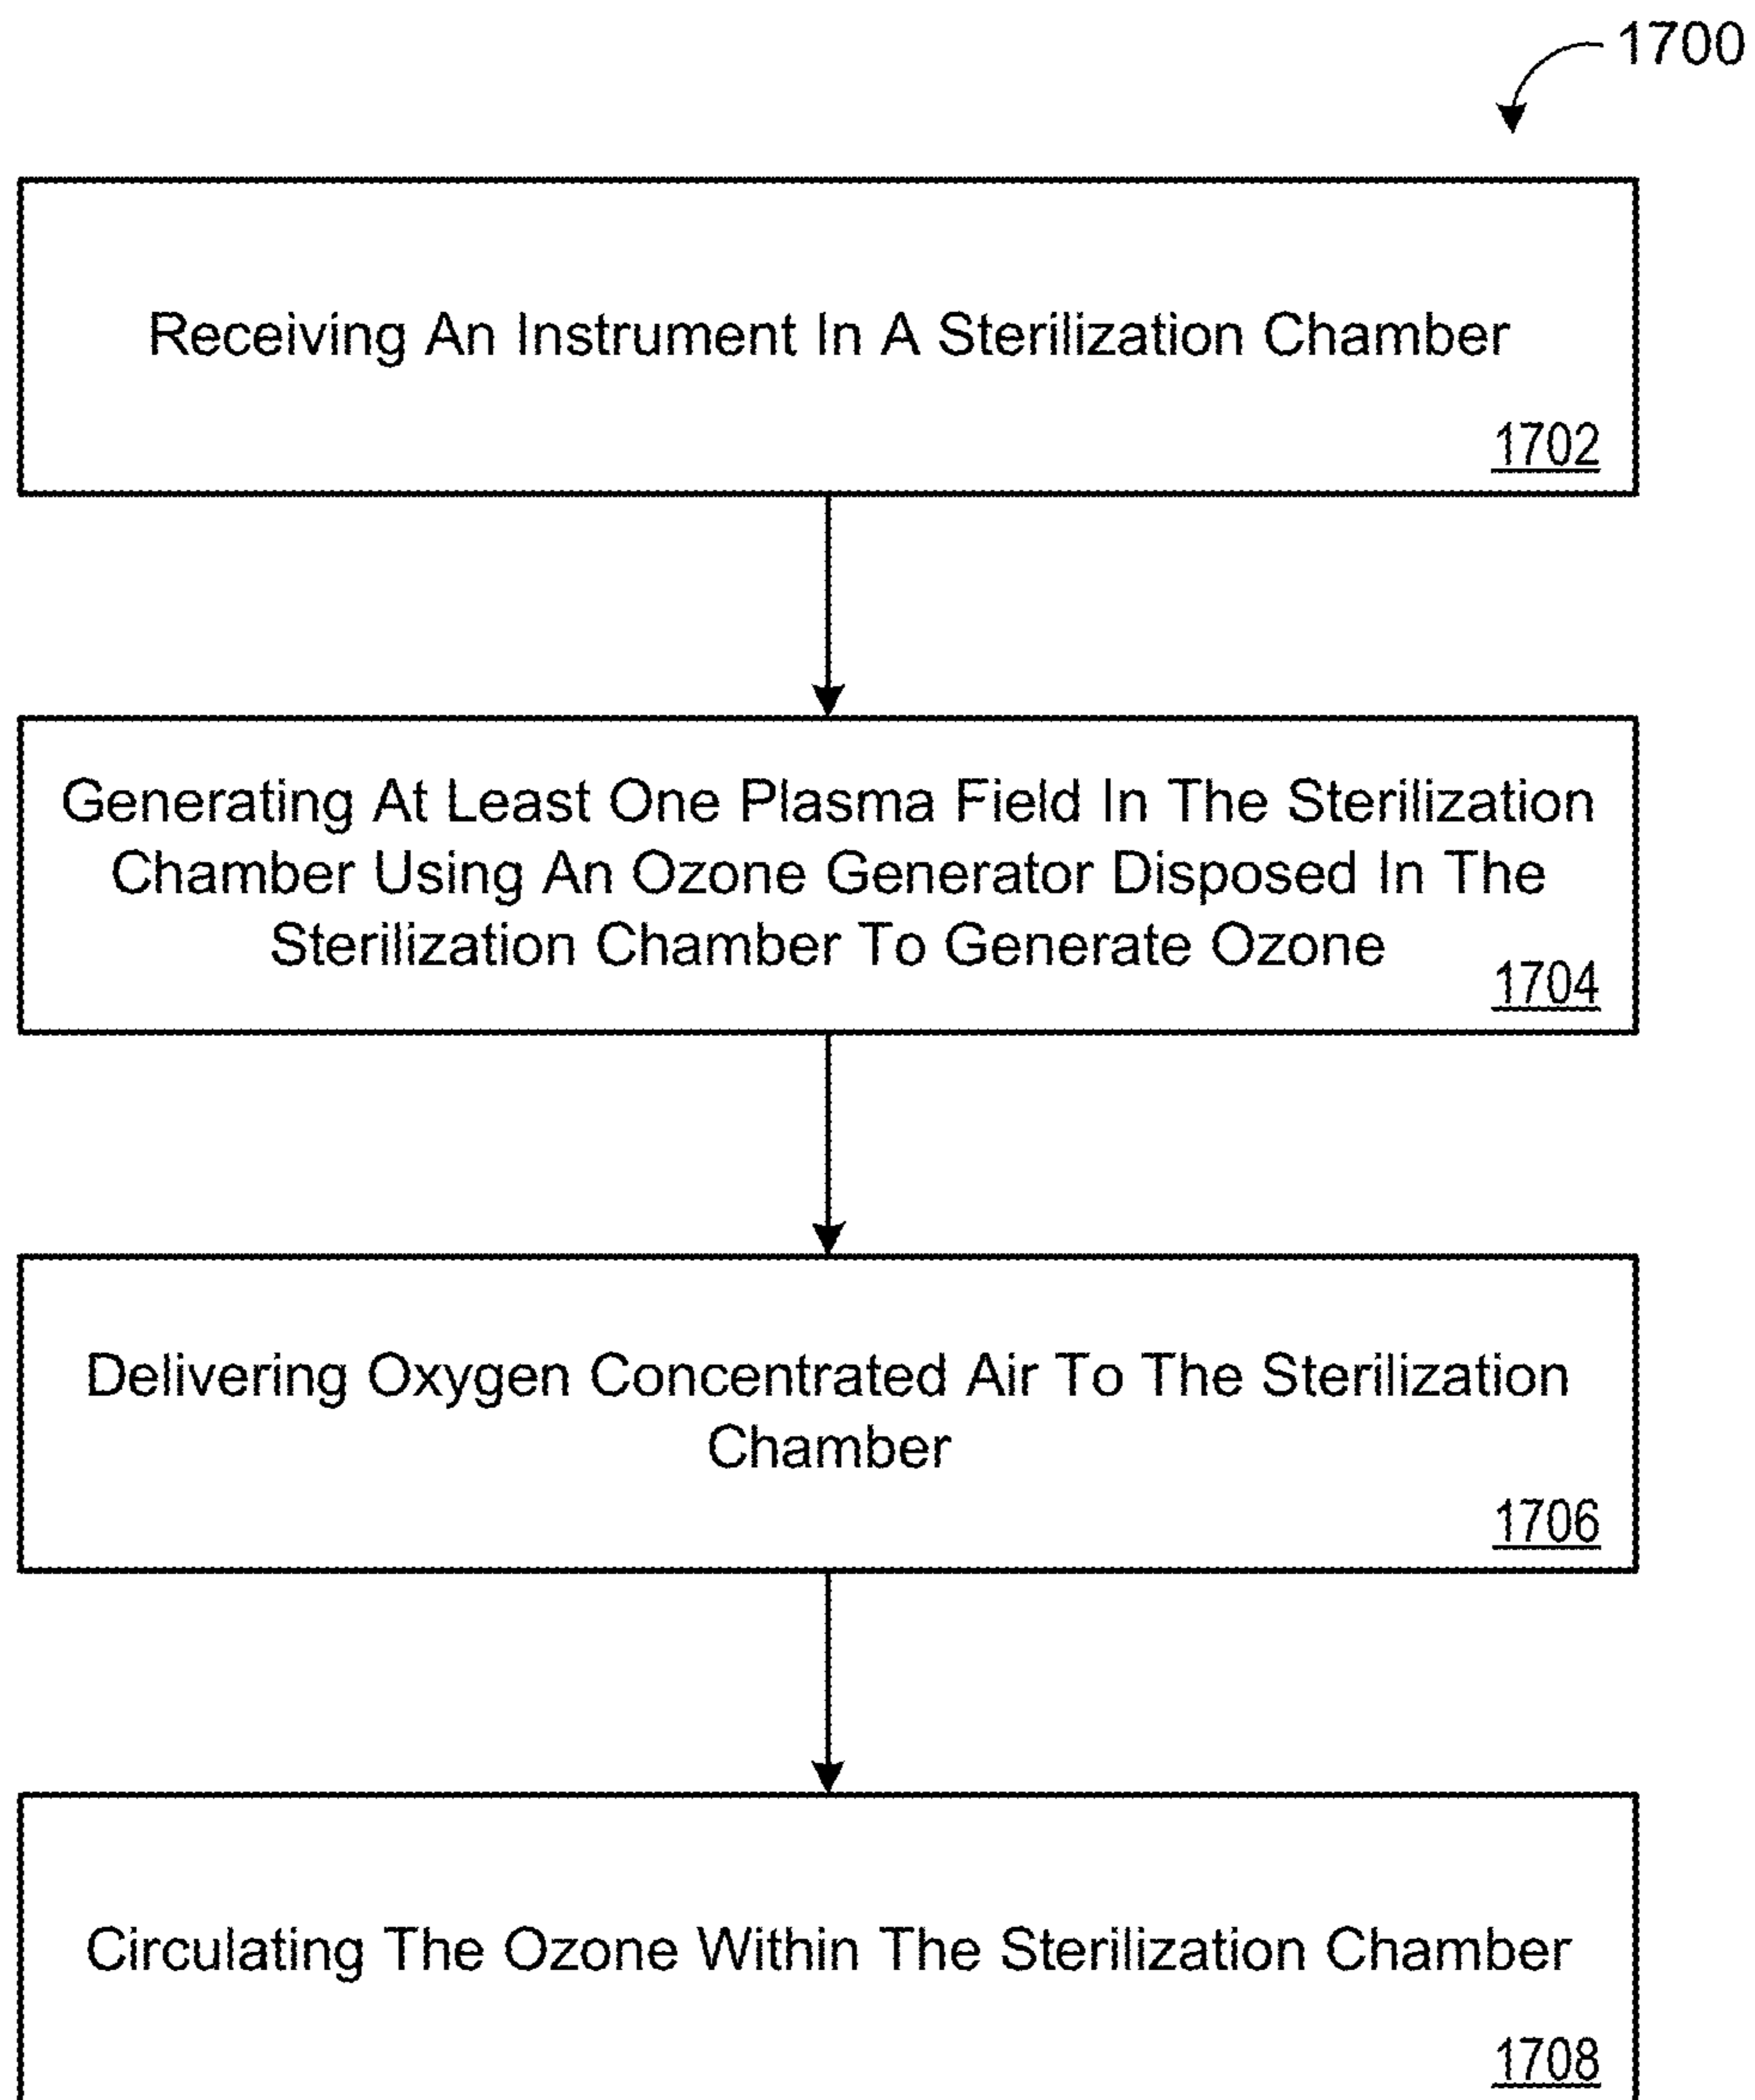 1700
Receiving An Instrument In A Sterilization Chamber
1702
Generating At Least One Plasma Field In The Sterilization
Chamber Using An Ozone Generator Disposed In The
Sterilization Chamber To Generate Ozone
1704
Delivering Oxygen Concentrated Air To The Sterilization
Chamber
1706
Circulating The Ozone Within The Sterilization Chamber
1708